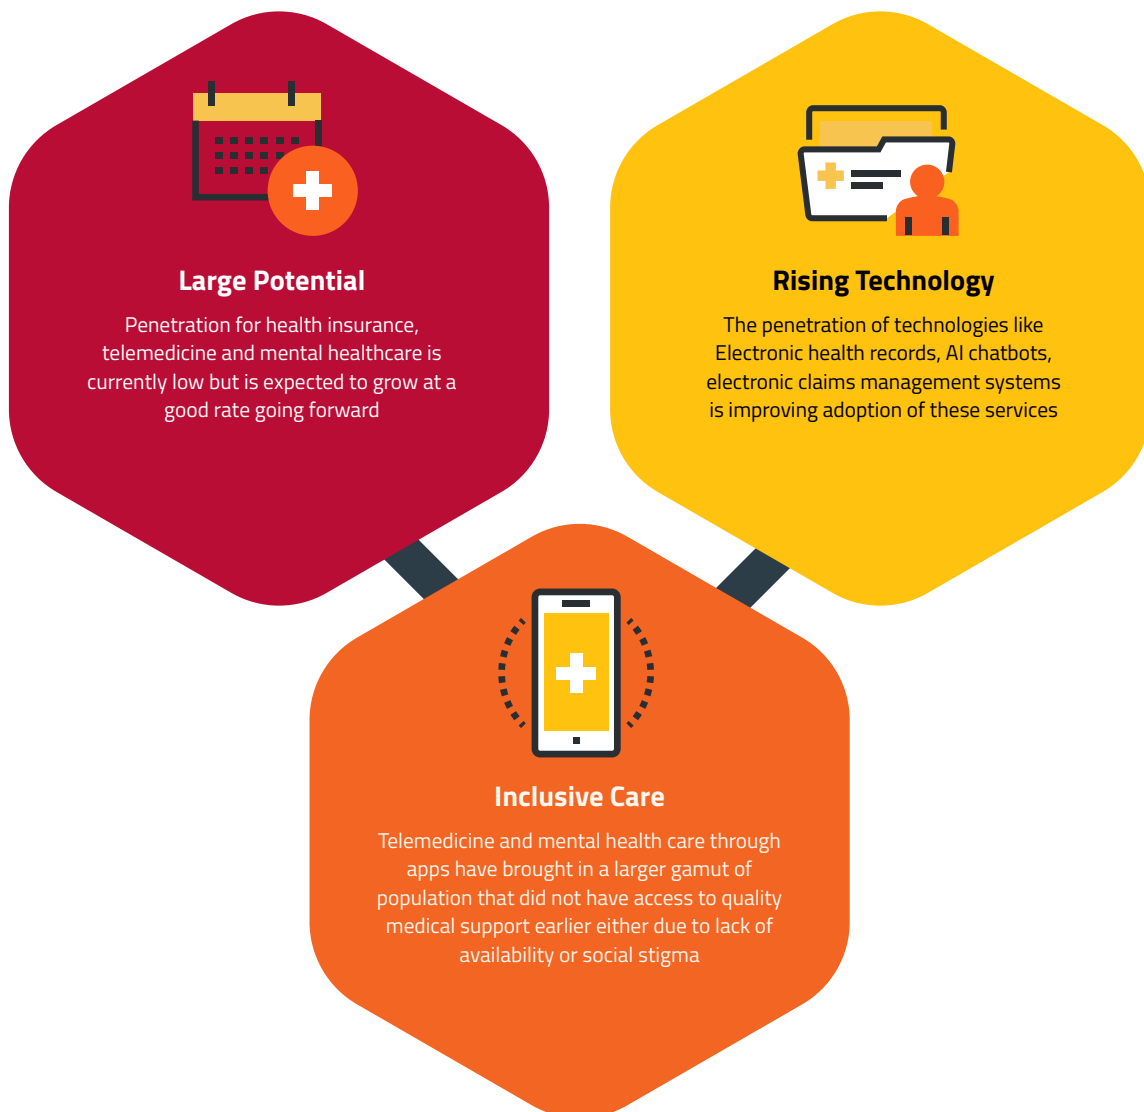 Large Potential
Penetration for health insurance,
telemedicine and mental healthcare is
currently low but is expected to grow at a
good rate going forward
Rising Technology
The penetration of technologies like
Electronic health records, AI chatbots,
electronic claims management systems
is improving adoption of these services
Inclusive Care
Telemedicine and mental health care through
apps have brought in a larger gamut of
population that did not have access to quality
medical support earlier either due to lack of
availability or social stigma